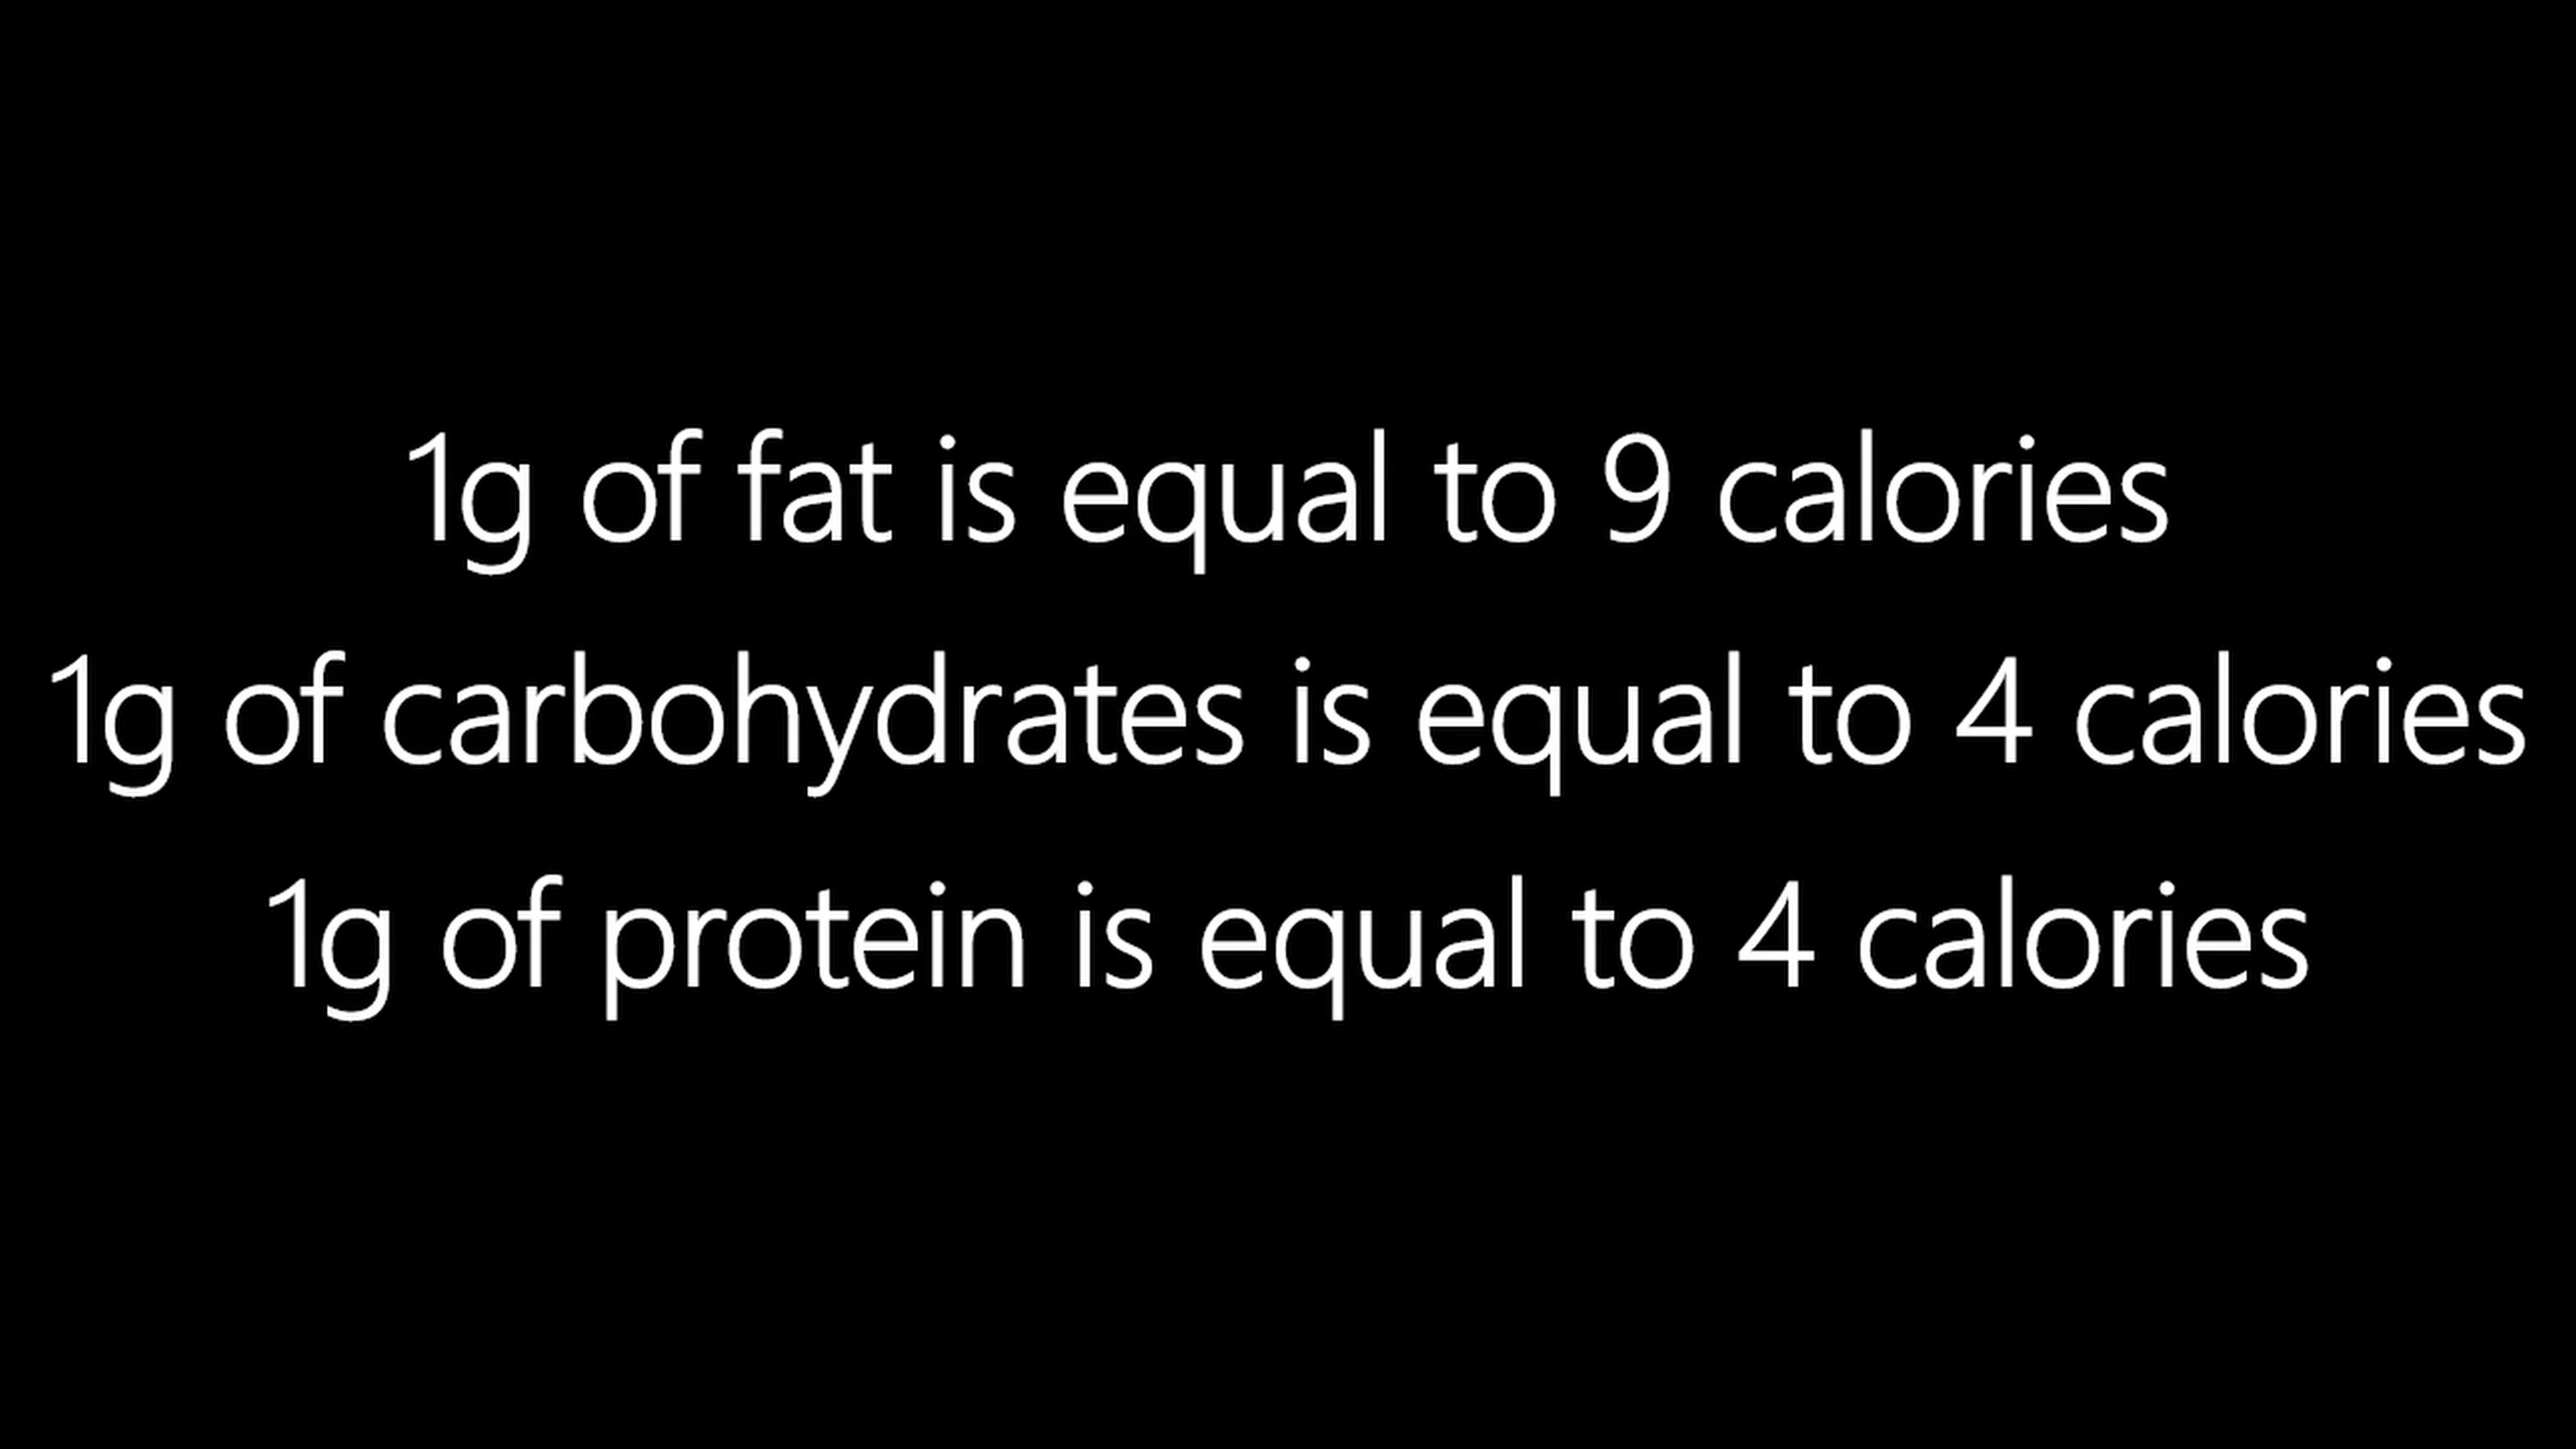 1g of fat is equal to 9 calories
1g of carbohydrates is equal to 4 calories
1g of protein is equal to 4 calories